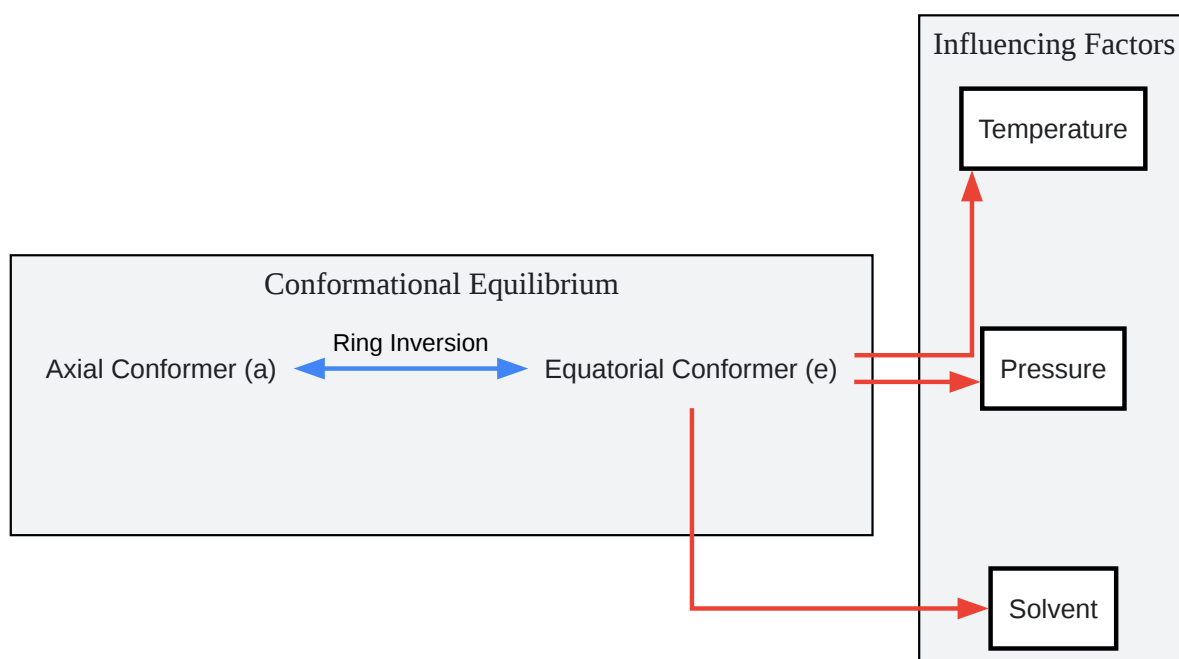 Influencing Factors
Temperature
Conformational Equilibrium
Ring Inversion
Axial Conformer (a)
Equatorial Conformer (e)
Pressure
Solvent